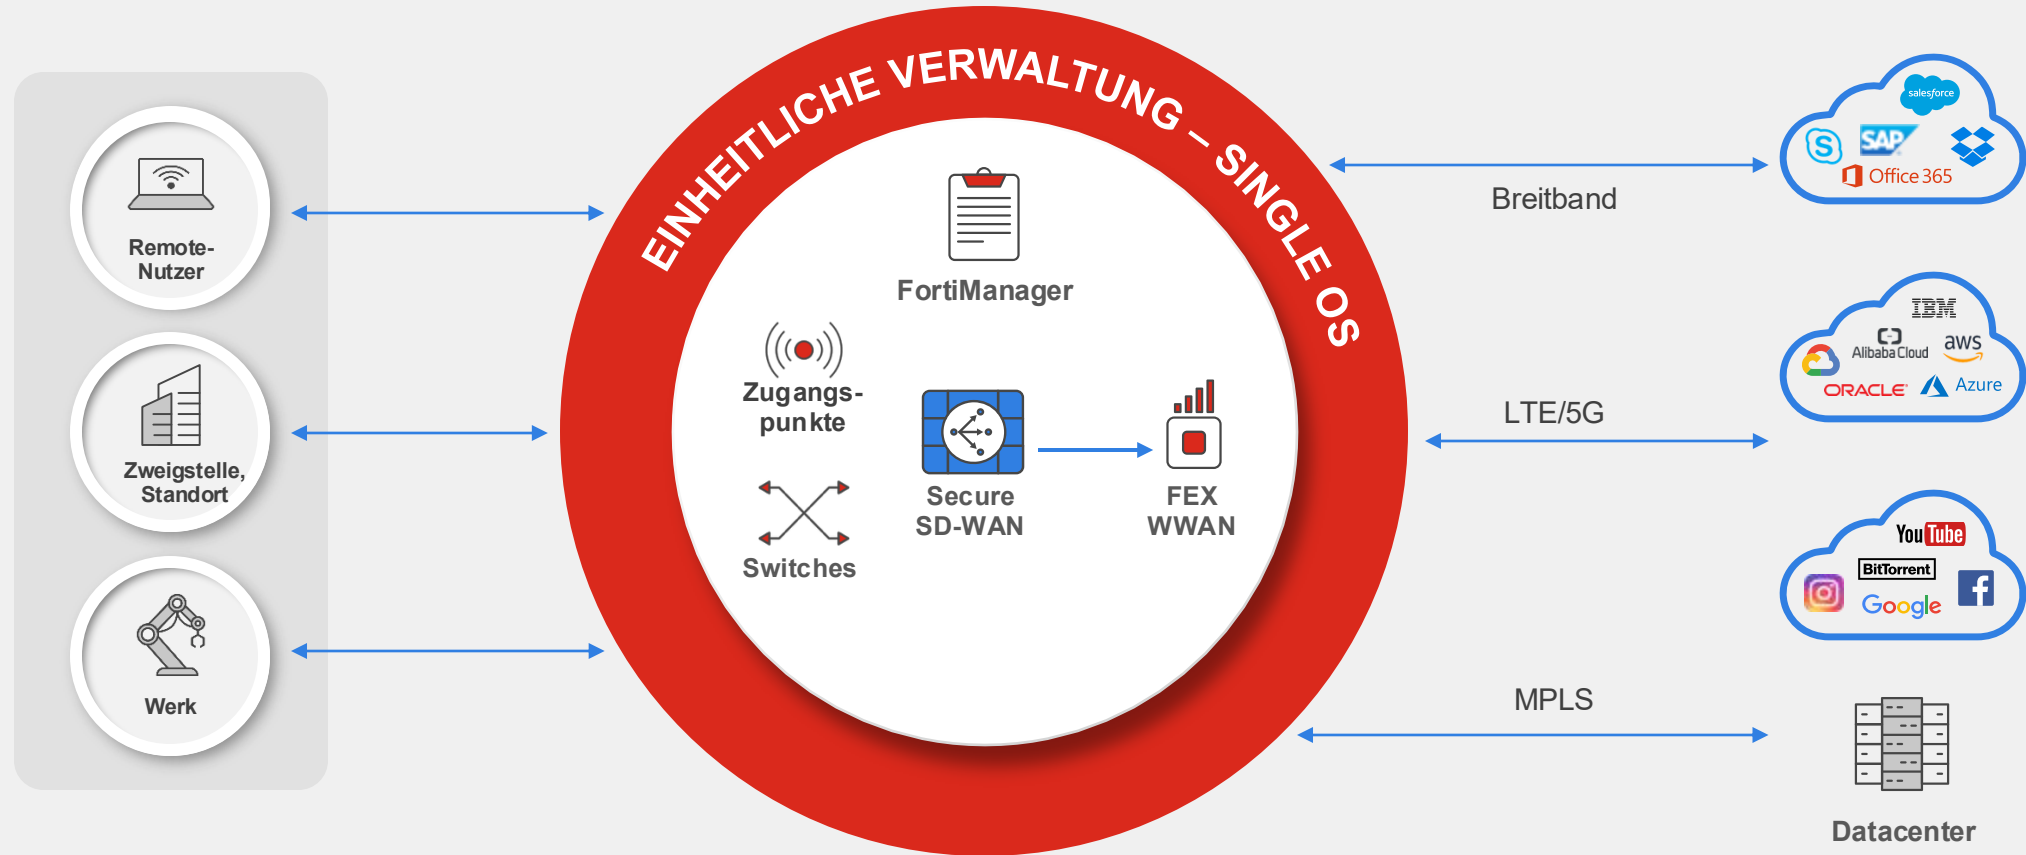 EINHEITLICHE VERWALTUNG – SINGLE OS
Remote-
Nutzer
Zweigstelle,
Standort
Werk
FortiManager
Zugangs-
punkte
Switches
Secure
SD-WAN
FEX
WWAN
Breitband
LTE/5G
MPLS
salesforce
S
SAP
Office 365
IBM
Alibaba Cloud
aws
ORACLE
Azure
YouTube
BitTorrent
f
Google
Datacenter